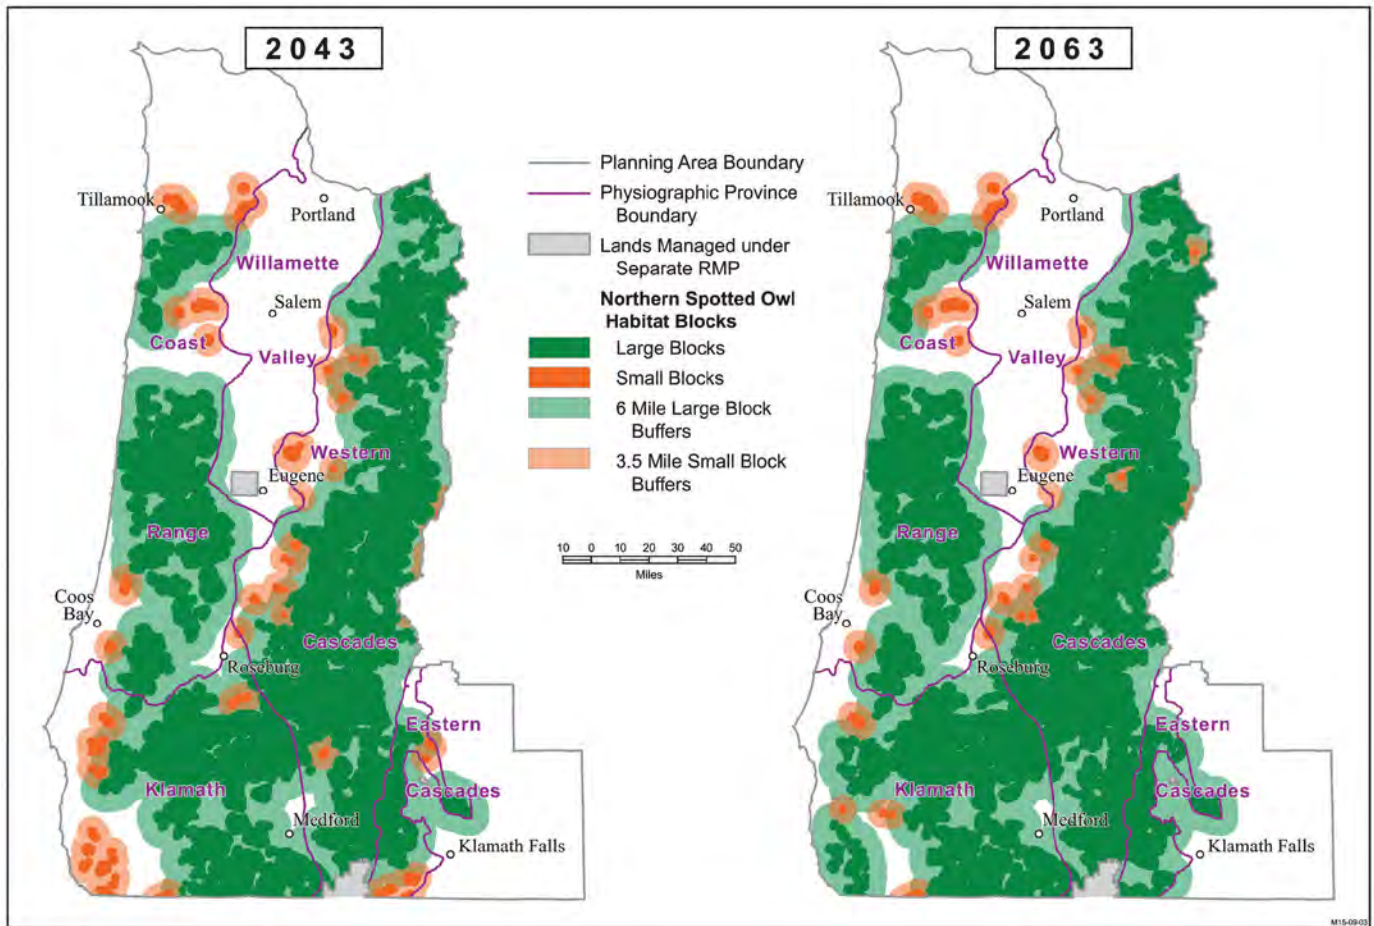 2043
2063
Planning Area Boundary
Physiographic Province
Boundary
Lands Managed under
Separate RMP
Northern Spotted Owl
Habitat Blocks
Large Blocks
Small Blocks
6 Mile Large Block
Buffers
3.5 Mile Small Block
Buffers
10 0 10 20 30 40 50
Miles
Tillamook
Portland
Willamette
Salem
Coast
Valley
Western
Eugene
Range
Coos
Bay
Cascades
Roseburg
Eastern
Klamath
Cascades
Medford
Klamath Falls
Tillamook
Portland
Willamette
Salem
Coast
Valley
Western
Eugene
Range
Coos
Bay
Cascades
Roseburg
Eastern
Klamath
Cascades
Medford
Klamath Falls
M15-09-03